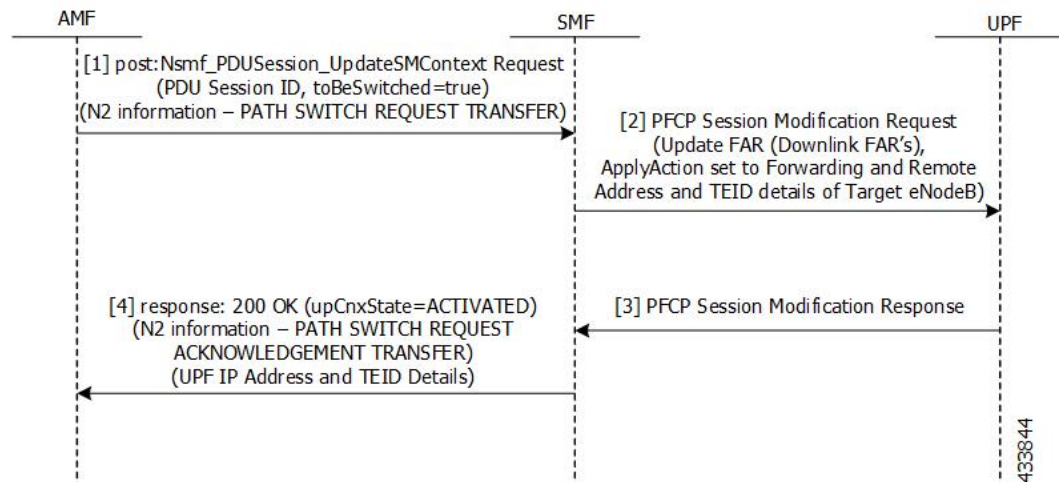 AMF
SMF
UPF
[1] post:Nsmf_PDUSession_UpdateSMContext Request
(PDU Session ID, toBeSwitched=true)
(N2 information – PATH SWITCH REQUEST TRANSFER)
[2] PFCP Session Modification Request
(Update FAR (Downlink FAR's),
ApplyAction set to Forwarding and Remote
Address and TEID details of Target eNodeB)
[3] PFCP Session Modification Response
[4] response: 200 OK (upCnxState=ACTIVATED)
(N2 information – PATH SWITCH REQUEST
ACKNOWLEDGEMENT TRANSFER)
(UPF IP Address and TEID Details)
433844